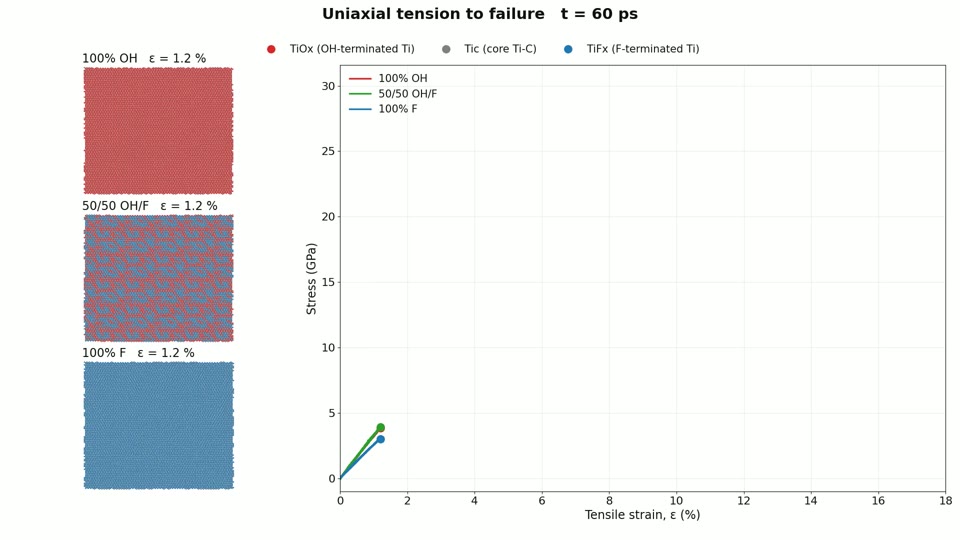 Uniaxial tension to failure   t = 60 ps
TiOx (OH-terminated Ti)   Tic (core Ti-C)   TiFx (F-terminated Ti)
100% OH   ε = 1.2 %
50/50 OH/F   ε = 1.2 %
100% F   ε = 1.2 %
100% OH
50/50 OH/F
100% F
Stress (GPa)
30
25
20
15
10
5
0
0 2 4 6 8 10 12 14 16 18
Tensile strain, ε (%)